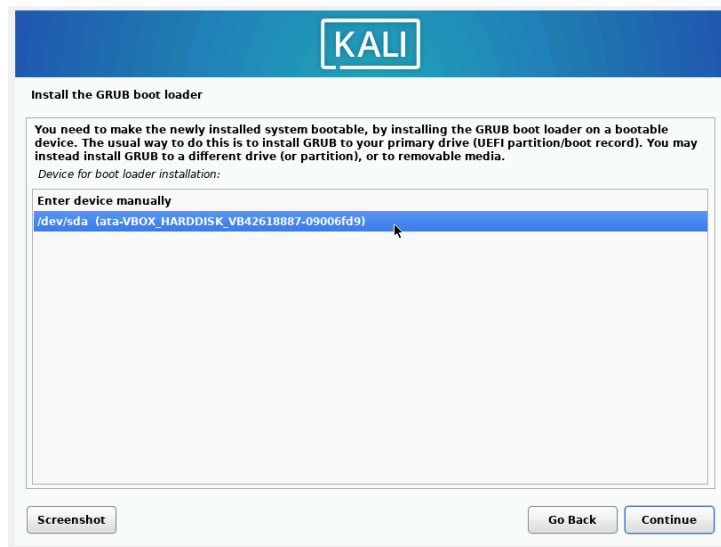 KALI
Install the GRUB boot loader
You need to make the newly installed system bootable, by installing the GRUB boot loader on a bootable
device. The usual way to do this is to install GRUB to your primary drive (UEFI partition/boot record). You may
instead install GRUB to a different drive (or partition), or to removable media.
Device for boot loader installation:
Enter device manually
/dev/sda (ata-VBOX_HARDDISK_VB42618887-09006fd9)
Screenshot
Go Back
Continue